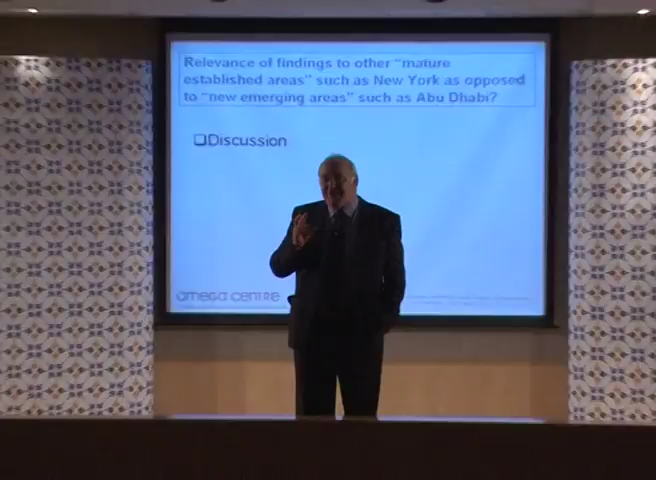 Relevance of findings to other "mature
established areas" such as New York as opposed
to "new emerging areas" such as Abu Dhabi?
❑Discussion
omega centre